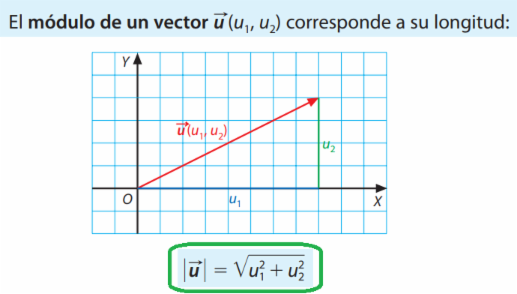 El módulo de un vector u⃗(u₁, u₂) corresponde a su longitud:
Y
u⃗(u₁, u₂)
u₂
O
u₁
X
|u⃗| = √(u₁² + u₂²)